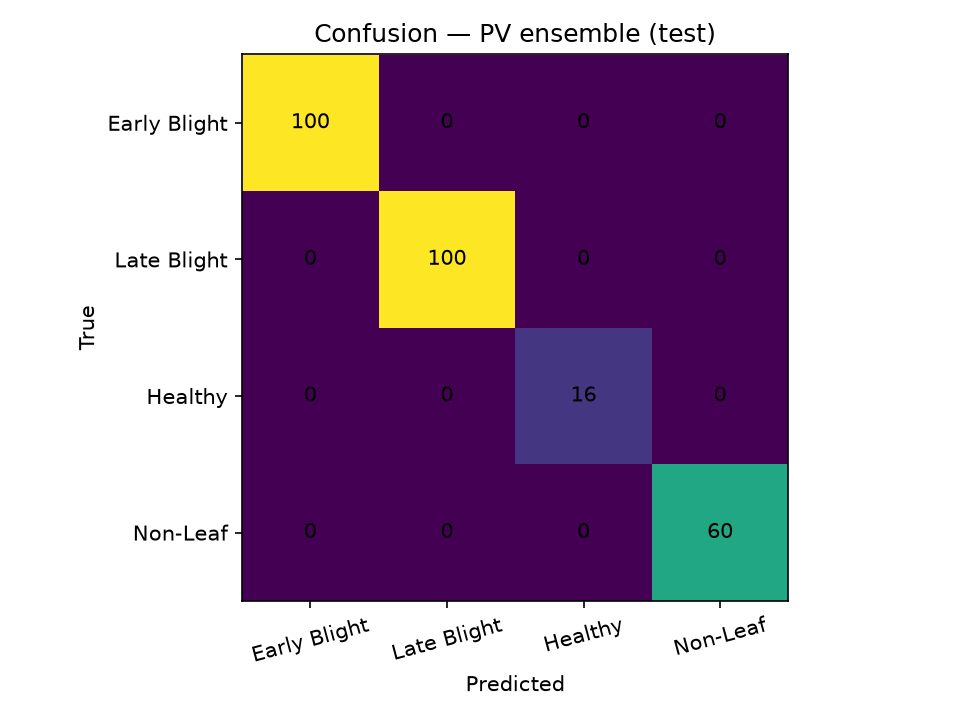 Confusion — PV ensemble (test)
Early Blight 100 0 0 0
Late Blight 0 100 0 0
Healthy 0 0 16 0
Non-Leaf 0 0 0 60
True
Early Blight Late Blight Healthy Non-Leaf
Predicted